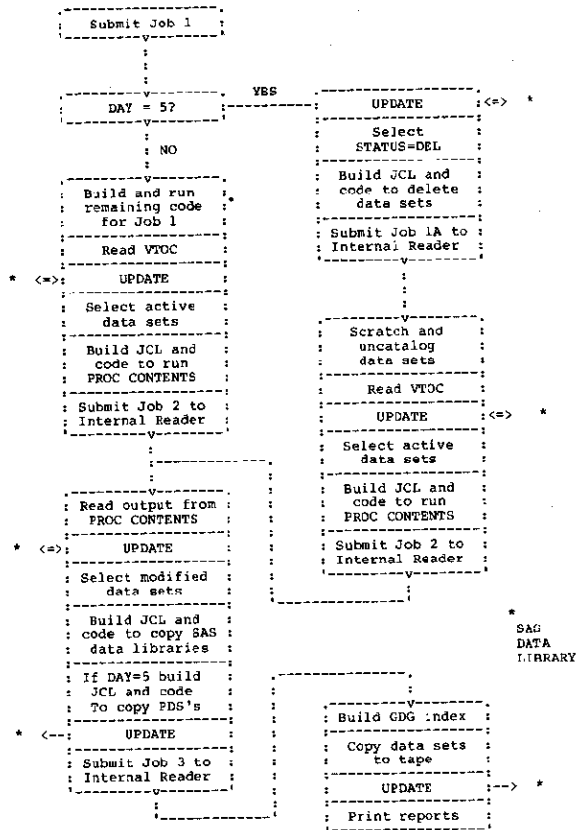 Submit Job 1
DAY = 5?
YES
NO
Build and run
remaining code
for Job 1
Read VTOC
* <=> UPDATE
Select active
data sets
Build JCL and
code to run
PROC CONTENTS
Submit Job 2 to
Internal Reader
UPDATE <=> *
Select
STATUS=DEL
Build JCL and
code to delete
data sets
Submit Job 1A to
Internal Reader
Scratch and
uncatalog
data sets
Read VTOC
UPDATE <=> *
Select active
data sets
Build JCL and
code to run
PROC CONTENTS
Submit Job 2 to
Internal Reader
Read output from
PROC CONTENTS
* <=> UPDATE
Select modified
data sets
Build JCL and
code to copy SAS
data libraries
If DAY=5 build
JCL and code
To copy PDS's
* <-- UPDATE
Submit Job 3 to
Internal Reader
*
SAS
DATA
LIBRARY
Build GDG index
Copy data sets
to tape
UPDATE --> *
Print reports